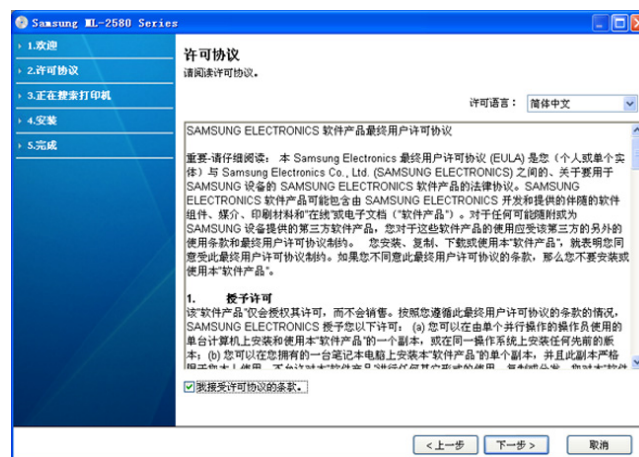 Samsung ML-2580 Series
1.欢迎
2.许可协议
3.正在搜索打印机
4.安装
5.完成
许可协议
请阅读许可协议。
许可语言： 简体中文
SAMSUNG ELECTRONICS 软件产品最终用户许可协议
重要-请仔细阅读： 本 Samsung Electronics 最终用户许可协议 (EULA) 是您（个人或单个实
体）与 Samsung Electronics Co., Ltd. (SAMSUNG ELECTRONICS) 之间的、关于要用于
SAMSUNG 设备的 SAMSUNG ELECTRONICS 软件产品的法律协议。SAMSUNG
ELECTRONICS 软件产品可能包含由 SAMSUNG ELECTRONICS 开发和提供的伴随的软件
组件、媒介、印刷材料和"在线"或电子文档（"软件产品"）。对于任何可能随附或为
SAMSUNG 设备提供的第三方软件产品，您对于这些软件产品的使用应受该第三方的另外的
使用条款和最终用户许可协议制约。 您安装、复制、下载或使用本"软件产品"，就表明您同
意受此最终用户许可协议制约。如果您不同意此最终用户许可协议的条款，那么您不要安装或
使用本"软件产品"。
1. 授予许可
该"软件产品"仅会授权其许可，而不会销售。按照您遵循此最终用户许可协议的条款的情况，
SAMSUNG ELECTRONICS 授予您以下许可： (a) 您可以在由单个并行操作的操作员使用的
单台计算机上安装和使用本"软件产品"的一个副本，或在同一操作系统上安装任何先前的版
本；(b) 您可以在您拥有的一台笔记本电脑上安装本"软件产品"的单个副本，并且此副本严格
我接受许可协议的条款。
<上一步
下一步>
取消